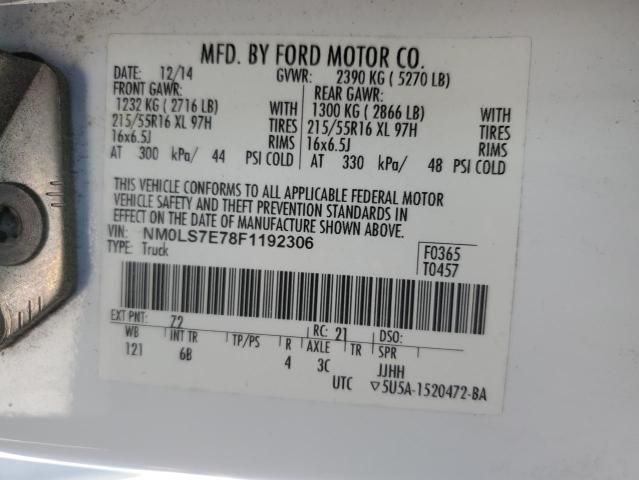 MFD. BY FORD MOTOR CO.
DATE: 12/14 GVWR: 2390 KG ( 5270 LB)
FRONT GAWR: REAR GAWR:
1232 KG ( 2716 LB) WITH 1300 KG ( 2866 LB) WITH
215/55R16 XL 97H TIRES 215/55R16 XL 97H TIRES
16x6.5J RIMS 16x6.5J RIMS
AT 300 kPa/ 44 PSI COLD AT 330 kPa/ 48 PSI COLD
THIS VEHICLE CONFORMS TO ALL APPLICABLE FEDERAL MOTOR
VEHICLE SAFETY AND THEFT PREVENTION STANDARDS IN
EFFECT ON THE DATE OF MANUFACTURE SHOWN ABOVE.
VIN: NM0LS7E78F1192306 F0365
TYPE: Truck T0457
EXT PNT: 72 RC: 21 DSO:
WB INT TR TP/PS R AXLE TR SPR
121 6B 4 3C JJHH
UTC ▽5U5A-1520472-BA